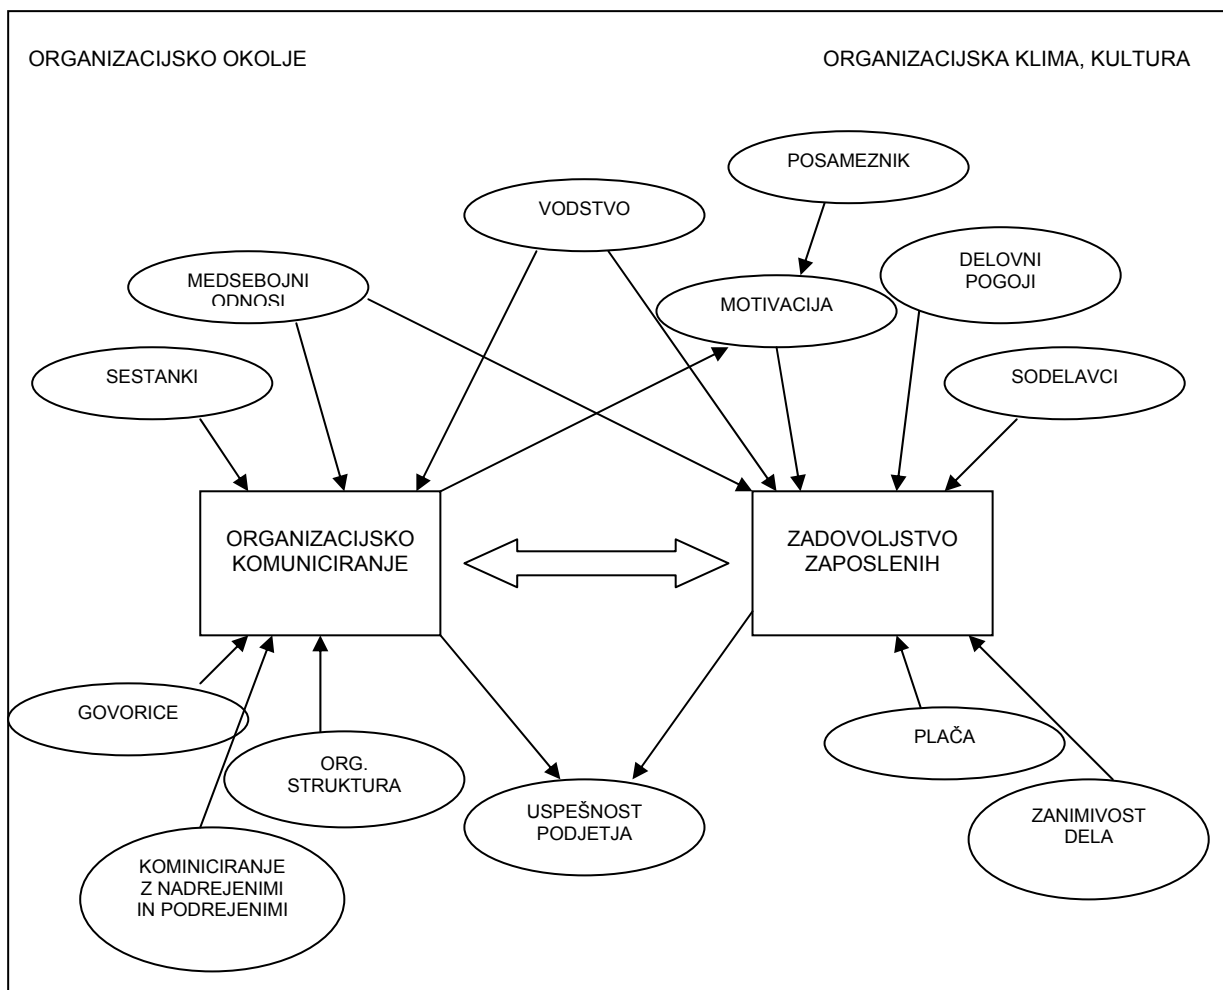 ORGANIZACIJSKO OKOLJE
ORGANIZACIJSKA KLIMA, KULTURA
POSAMEZNIK
VODSTVO
MEDSEBOJNI
ODNOSI
DELOVNI
POGOJI
MOTIVACIJA
SESTANKI
SODELAVCI
ORGANIZACIJSKO
KOMUNICIRANJE
ZADOVOLJSTVO
ZAPOSLENIH
GOVORICE
PLAČA
ORG.
STRUKTURA
USPEŠNOST
PODJETJA
ZANIMIVOST
DELA
KOMINICIRANJE
Z NADREJENIMI
IN PODREJENIMI